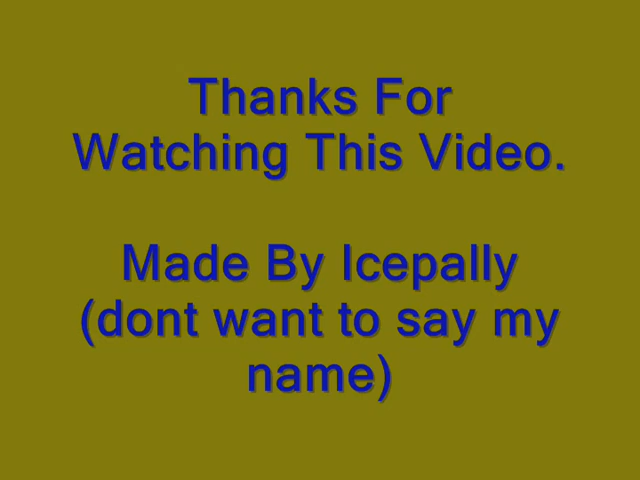 Thanks For
Watching This Video.
Made By Icepally
(dont want to say my
name)